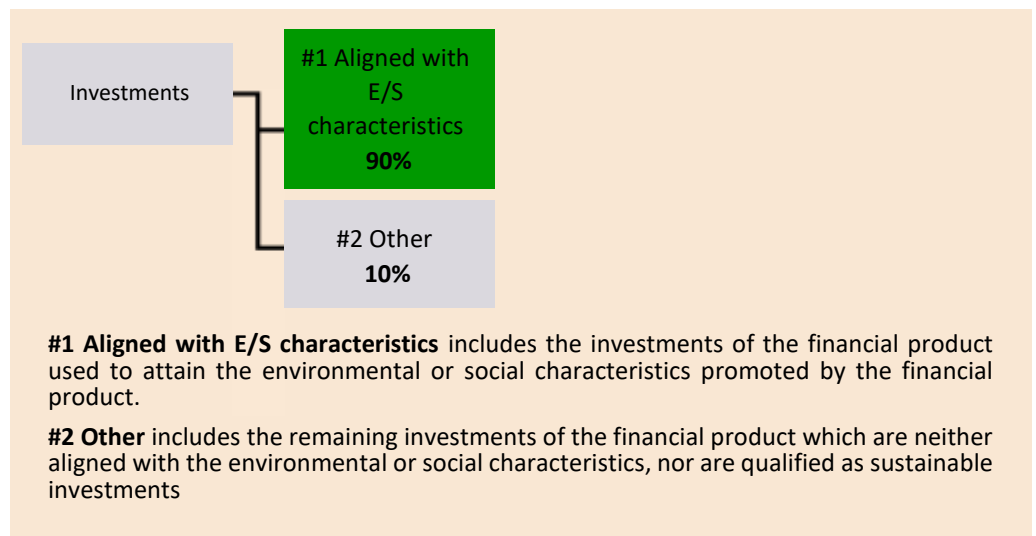 Investments
#1 Aligned with
E/S
characteristics
90%
#2 Other
10%
#1 Aligned with E/S characteristics includes the investments of the financial product
used to attain the environmental or social characteristics promoted by the financial
product.
#2 Other includes the remaining investments of the financial product which are neither
aligned with the environmental or social characteristics, nor are qualified as sustainable
investments